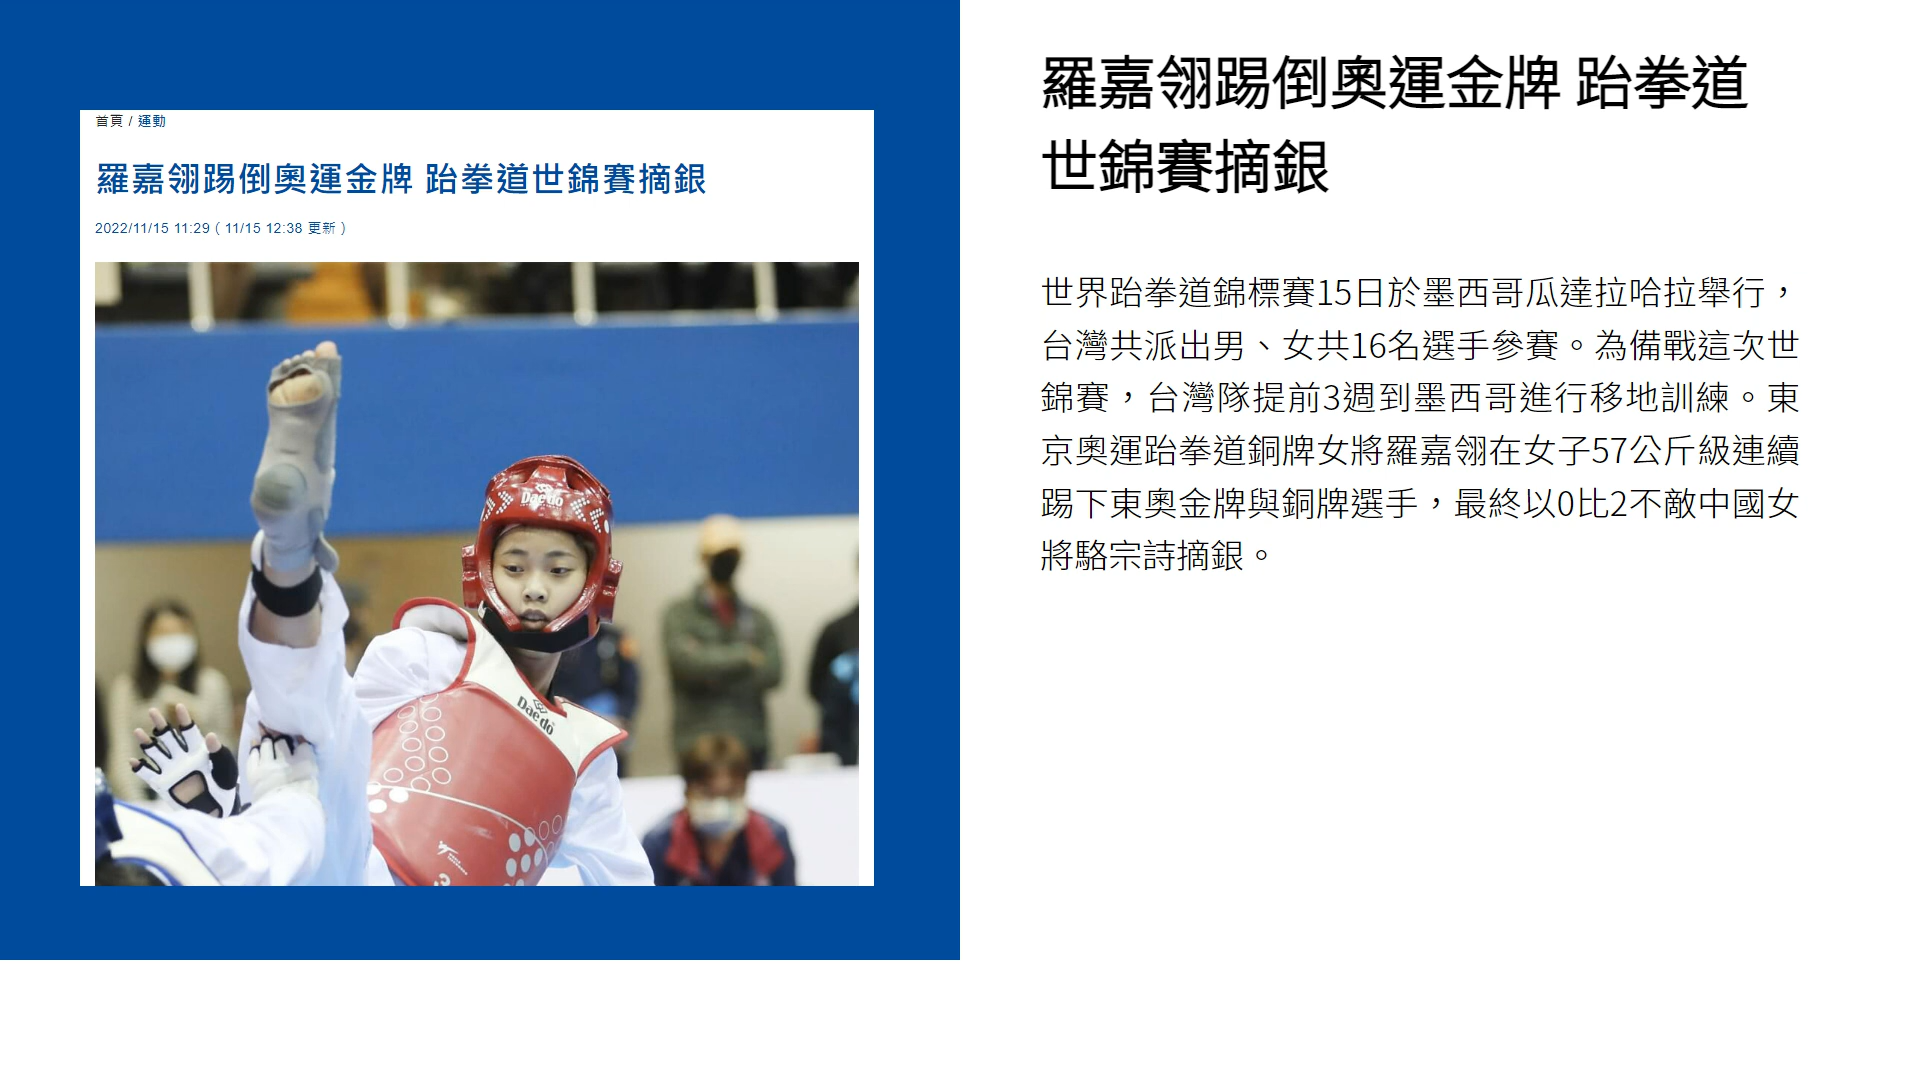 首頁 / 運動
羅嘉翎踢倒奧運金牌 跆拳道世錦賽摘銀
2022/11/15 11:29（ 11/15 12:38 更新 ）
Daedo
Daedo
羅嘉翎踢倒奧運金牌 跆拳道
世錦賽摘銀
世界跆拳道錦標賽15日於墨西哥瓜達拉哈拉舉行，
台灣共派出男、女共16名選手參賽。為備戰這次世
錦賽，台灣隊提前3週到墨西哥進行移地訓練。東
京奧運跆拳道銅牌女將羅嘉翎在女子57公斤級連續
踢下東奧金牌與銅牌選手，最終以0比2不敵中國女
將駱宗詩摘銀。